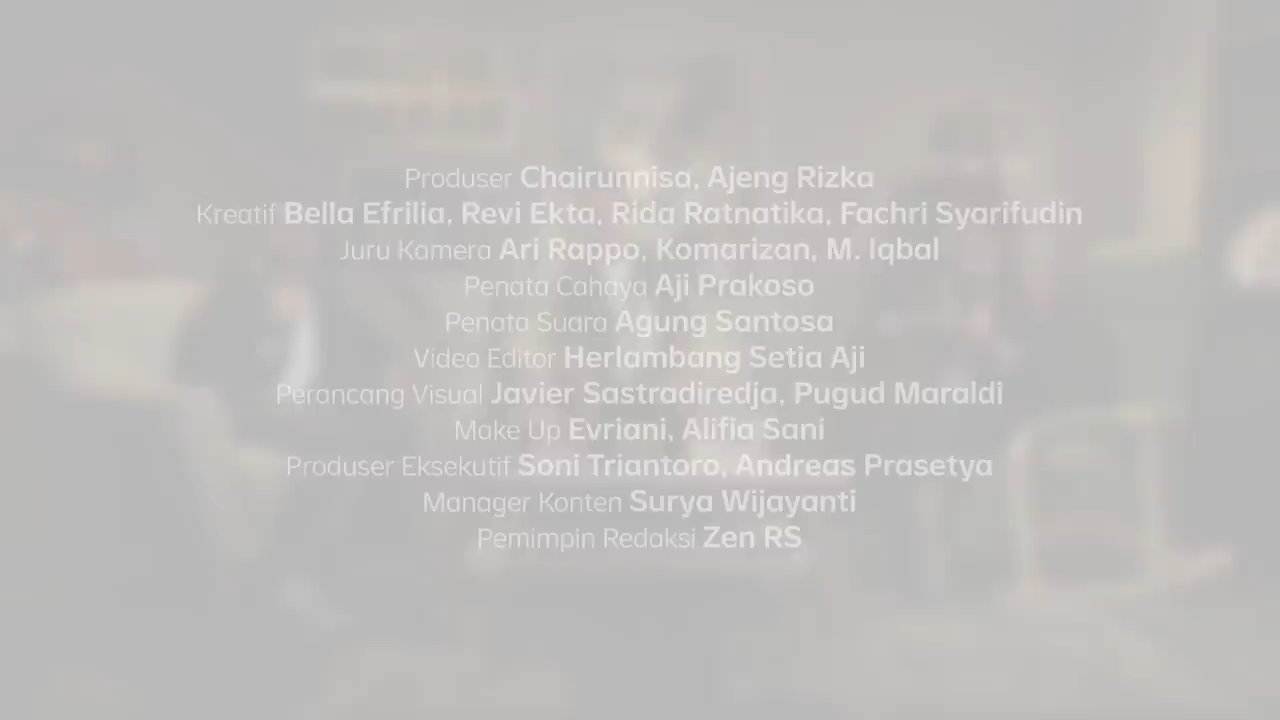 Produser Chairunnisa, Ajeng Rizka
Kreatif Bella Efrilia, Revi Ekta, Rida Ratnatika, Fachri Syarifudin
Juru Kamera Ari Rappo, Komarizan, M. Iqbal
Penata Cahaya Aji Prakoso
Penata Suara Agung Santosa
Video Editor Herlambang Setia Aji
Perancang Visual Javier Sastradiredja, Pugud Maraldi
Make Up Evriani, Alifia Sani
Produser Eksekutif Soni Triantoro, Andreas Prasetya
Manager Konten Surya Wijayanti
Pemimpin Redaksi Zen RS